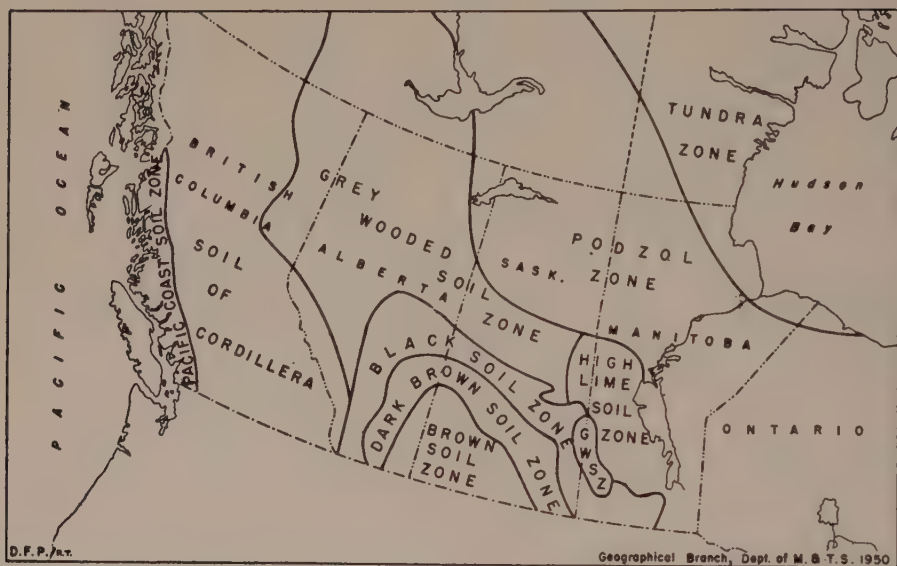 PACIFIC OCEAN
PACIFIC COAST SOIL ZONE
BRITISH
COLUMBIA
SOIL
OF
CORDILLERA
GREY
WOODED
SOIL
ZONE
ALBERTA
SASK.
PODZOL
ZONE
TUNDRA
ZONE
Hudson
Bay
MANITOBA
ONTARIO
BLACK SOIL ZONE
DARK BROWN SOIL ZONE
BROWN
SOIL
ZONE
HIGH
LIME
SOIL
ZONE
GWSZ
D.F.P./R.T.
Geographical Branch, Dept. of M. & T. S. 1950